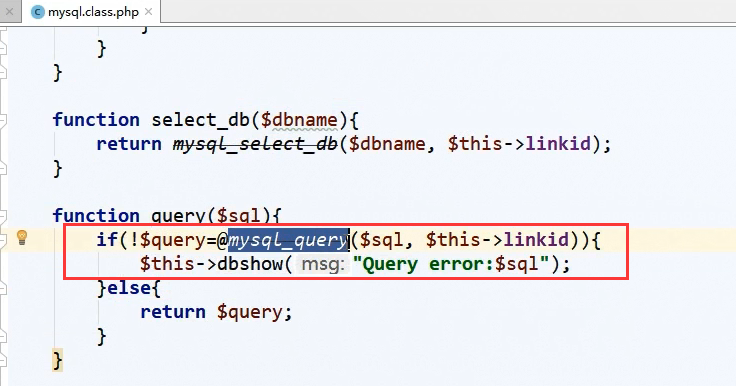 mysql.class.php
}
}
}
function select_db($dbname){
return mysql_select_db($dbname, $this->linkid);
}
function query($sql){
if(!$query=@mysql_query($sql, $this->linkid)){
$this->dbshow( msg: "Query error:$sql");
}else{
return $query;
}
}